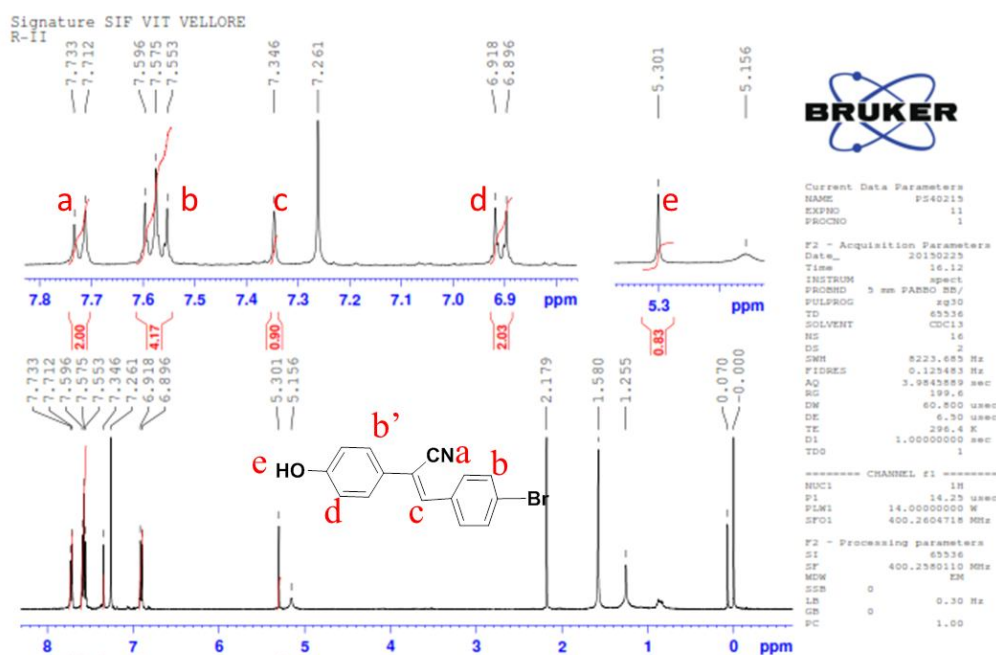 Signature SIF VIT VELLORE
R-II
7.733
7.712
7.596
7.575
7.553
7.346
7.261
6.918
6.896
5.301
5.156
a
b
c
d
e
7.8 7.7 7.6 7.5 7.4 7.3 7.2 7.1 7.0 6.9 ppm
5.3 ppm
2.00
4.17
0.90
2.03
0.83
7.733
7.712
7.596
7.575
7.553
7.346
7.261
6.918
6.896
5.301
5.156
2.179
1.580
1.255
0.070
-0.000
b'
CN
a
b
e
HO
Br
d
c
8 7 6 5 4 3 2 1 0 ppm
BRUKER
Current Data Parameters
NAME PS40215
EXPNO 11
PROCNO 1
F2 - Acquisition Parameters
Date_ 20150225
Time 16.12
INSTRUM spect
PROBHD 5 mm PABBO BB/
PULPROG zg30
TD 65536
SOLVENT CDCl3
NS 16
DS 2
SWH 8223.685 Hz
FIDRES 0.125483 Hz
AQ 3.9845889 sec
RG 199.6
DW 60.800 usec
DE 6.50 usec
TE 296.4 K
D1 1.00000000 sec
TD0 1
======== CHANNEL f1 ========
NUC1 1H
P1 14.25 usec
PLW1 14.00000000 W
SFO1 400.2604718 MHz
F2 - Processing parameters
SI 65536
SF 400.2580110 MHz
WDW EM
SSB 0
LB 0.30 Hz
GB 0
PC 1.00